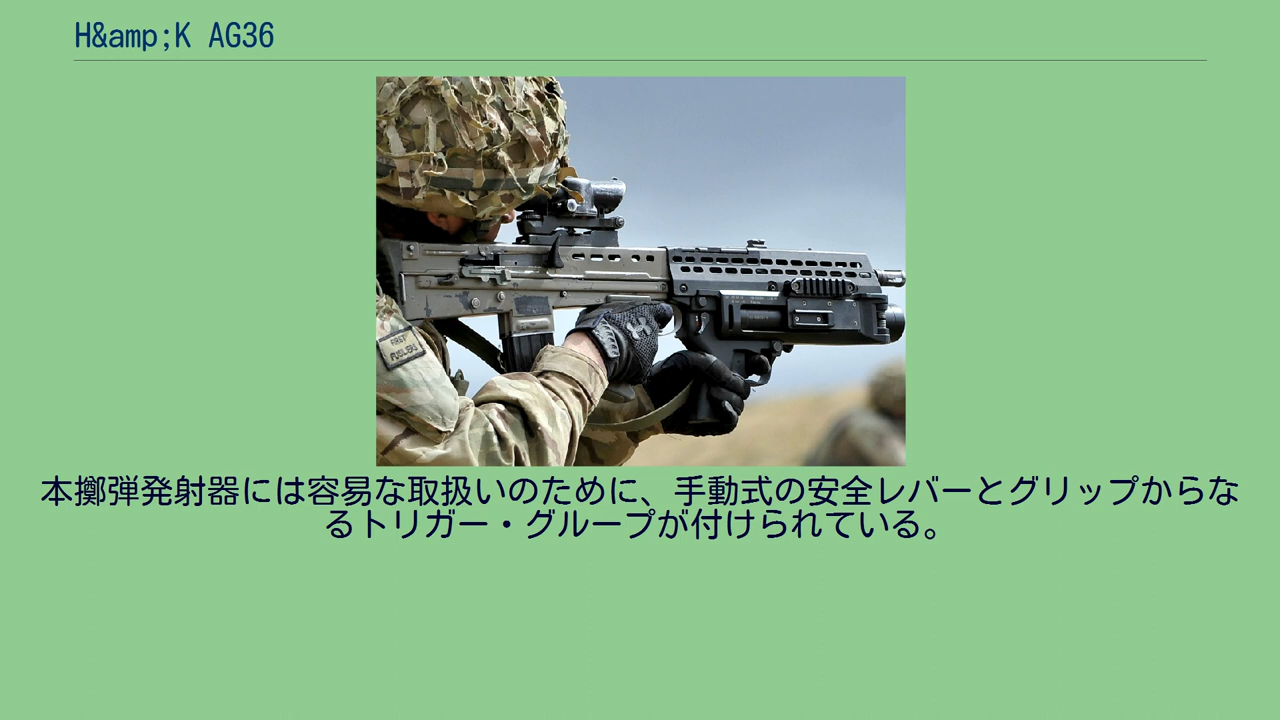 H&amp;K AG36
本擲弾発射器には容易な取扱いのために、手動式の安全レバーとグリップからな
るトリガー・グループが付けられている。